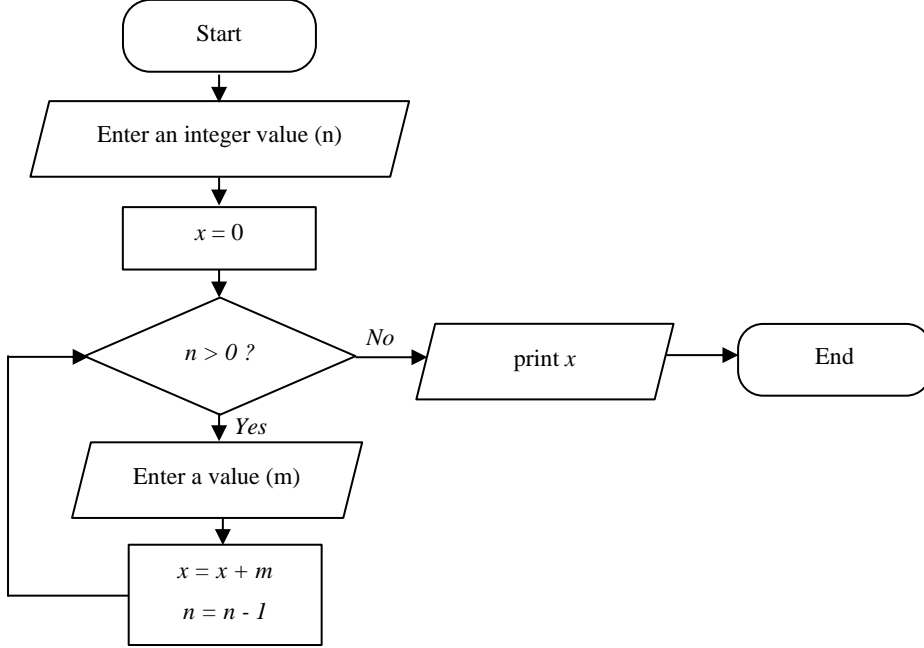 Start
Enter an integer value (n)
x = 0
n > 0 ?
No
print x
End
Yes
Enter a value (m)
x = x + m
n = n - 1